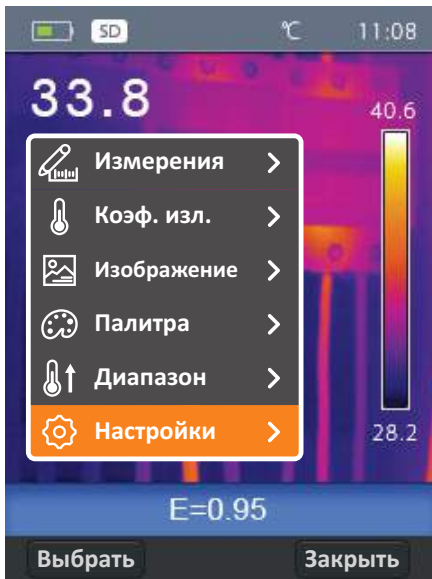 SD ℃ 11:08
33.8
40.6
Измерения
Коэф. изл.
Изображение
Палитра
Диапазон
Настройки
28.2
E=0.95
Выбрать Закрыть